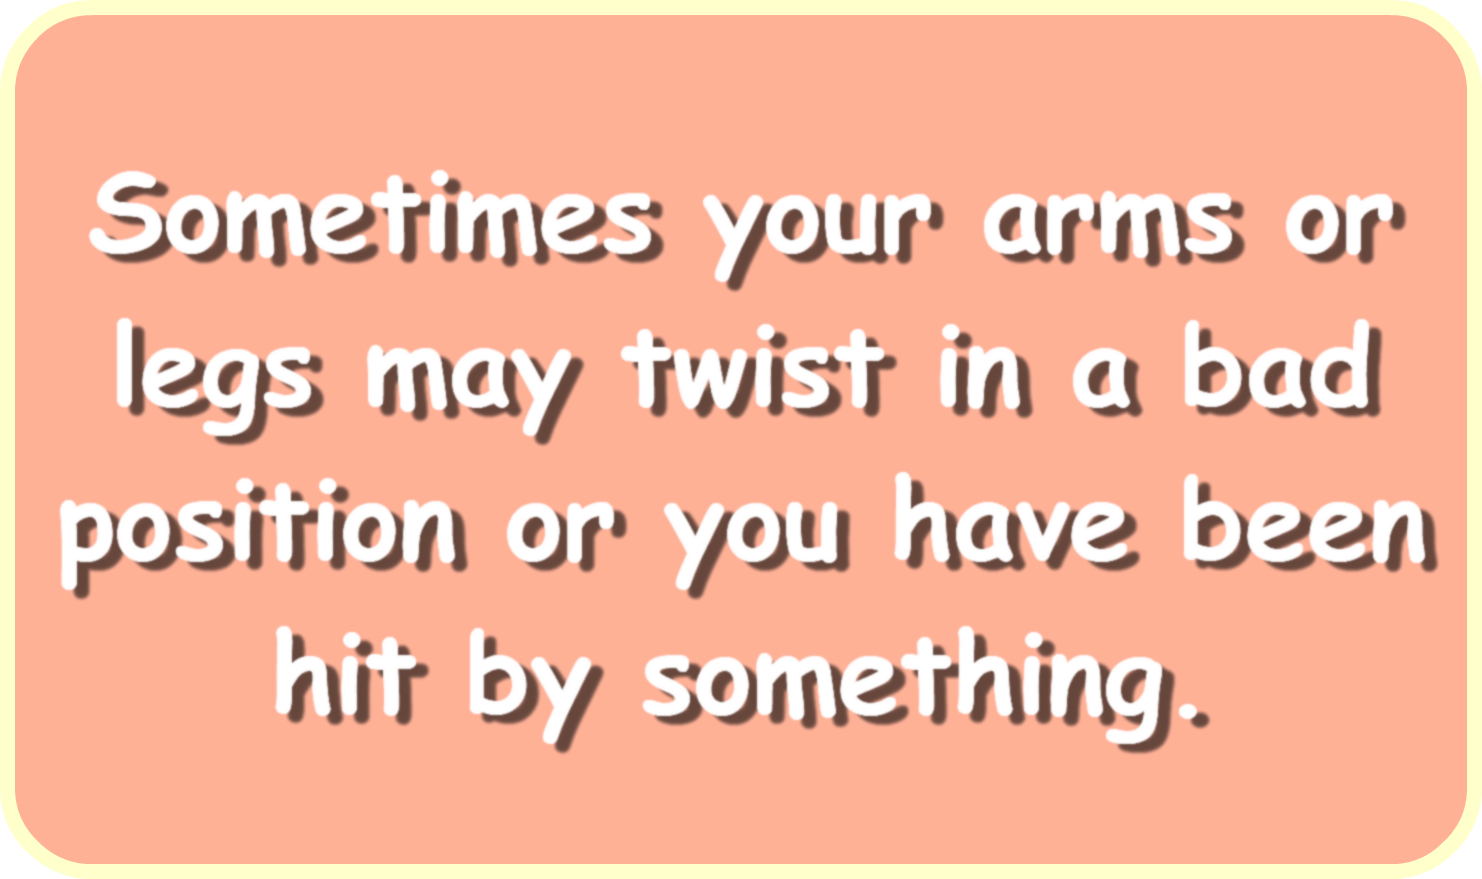 Sometimes your arms or
legs may twist in a bad
position or you have been
hit by something.